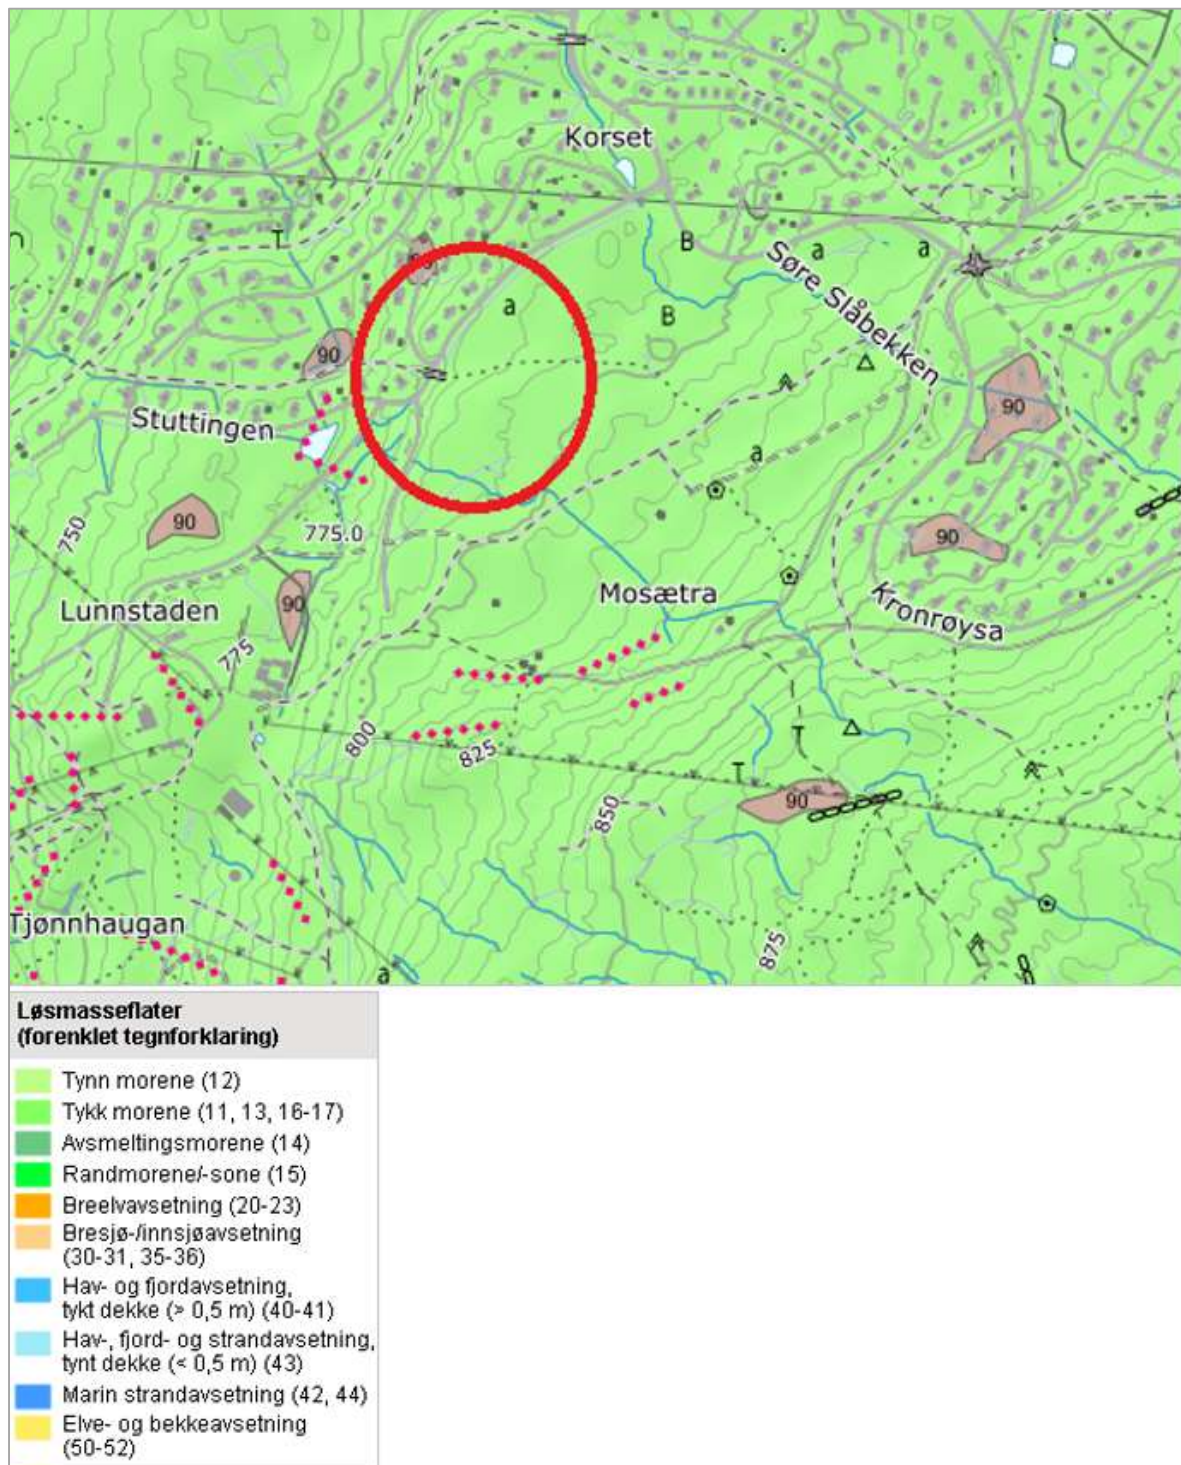 Korset
T
B
a
a
Søre Slåbekken
90
a
B
90
90
Stuttingen
a
90
750
775.0
90
90
Lunnstaden
Mosætra
Kronrøysa
775
800
825
T
T
90
850
Tjønnhaugan
875
a
Løsmasseflater
(forenklet tegnforklaring)
Tynn morene (12)
Tykk morene (11, 13, 16-17)
Avsmeltingsmorene (14)
Randmorene/-sone (15)
Breelvavsetning (20-23)
Bresjø-/innsjøavsetning
(30-31, 35-36)
Hav- og fjordavsetning,
tykt dekke (> 0,5 m) (40-41)
Hav-, fjord- og strandavsetning,
tynt dekke (< 0,5 m) (43)
Marin strandavsetning (42, 44)
Elve- og bekkeavsetning
(50-52)